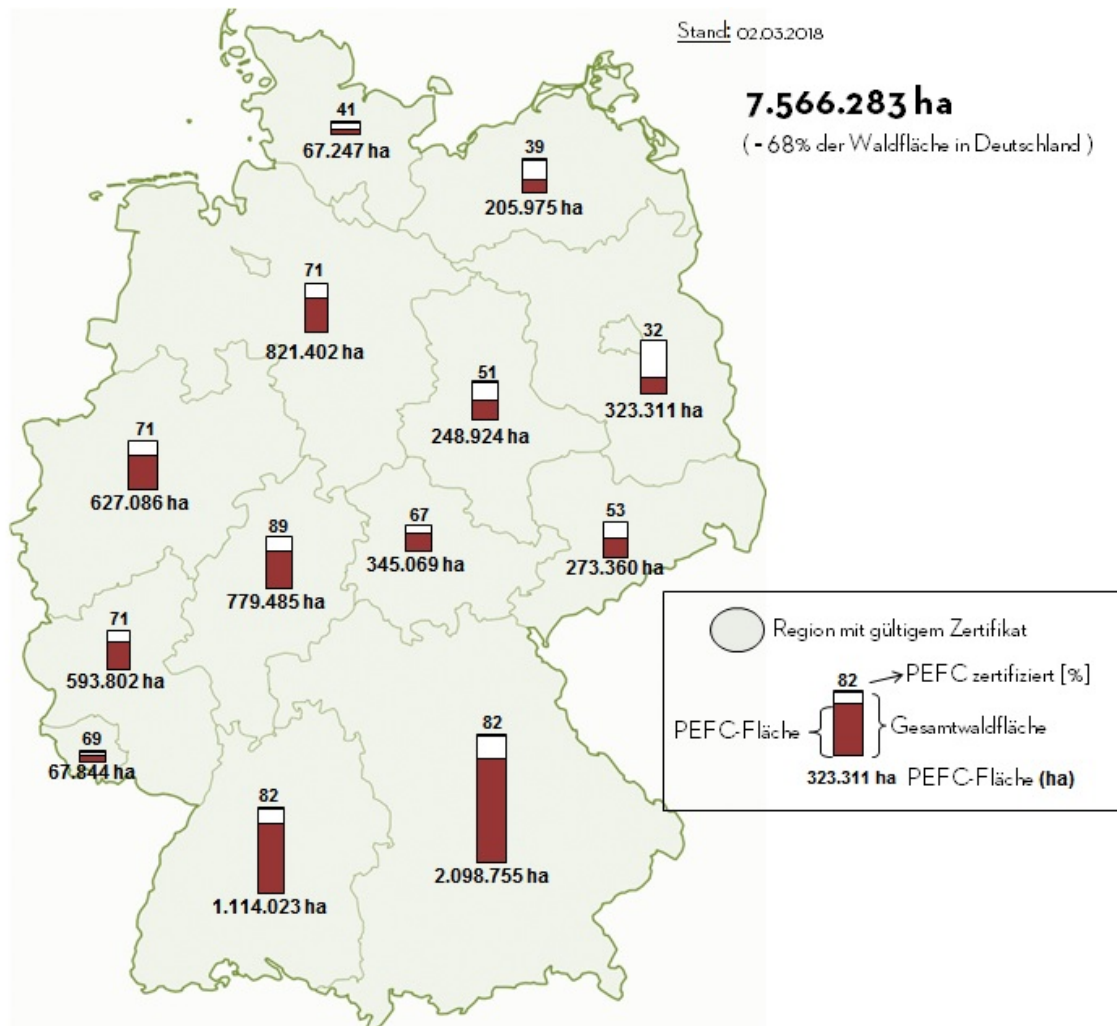 Stand: 02.03.2018
7.566.283 ha
( - 68% der Waldfläche in Deutschland )
41
67.247 ha
39
205.975 ha
71
821.402 ha
32
323.311 ha
51
248.924 ha
71
627.086 ha
89
779.485 ha
67
345.069 ha
53
273.360 ha
71
593.802 ha
69
67.844 ha
82
1.114.023 ha
82
2.098.755 ha
Region mit gültigem Zertifikat
82
PEFC zertifiziert [%]
PEFC-Fläche
Gesamtwaldfläche
323.311 ha PEFC-Fläche (ha)